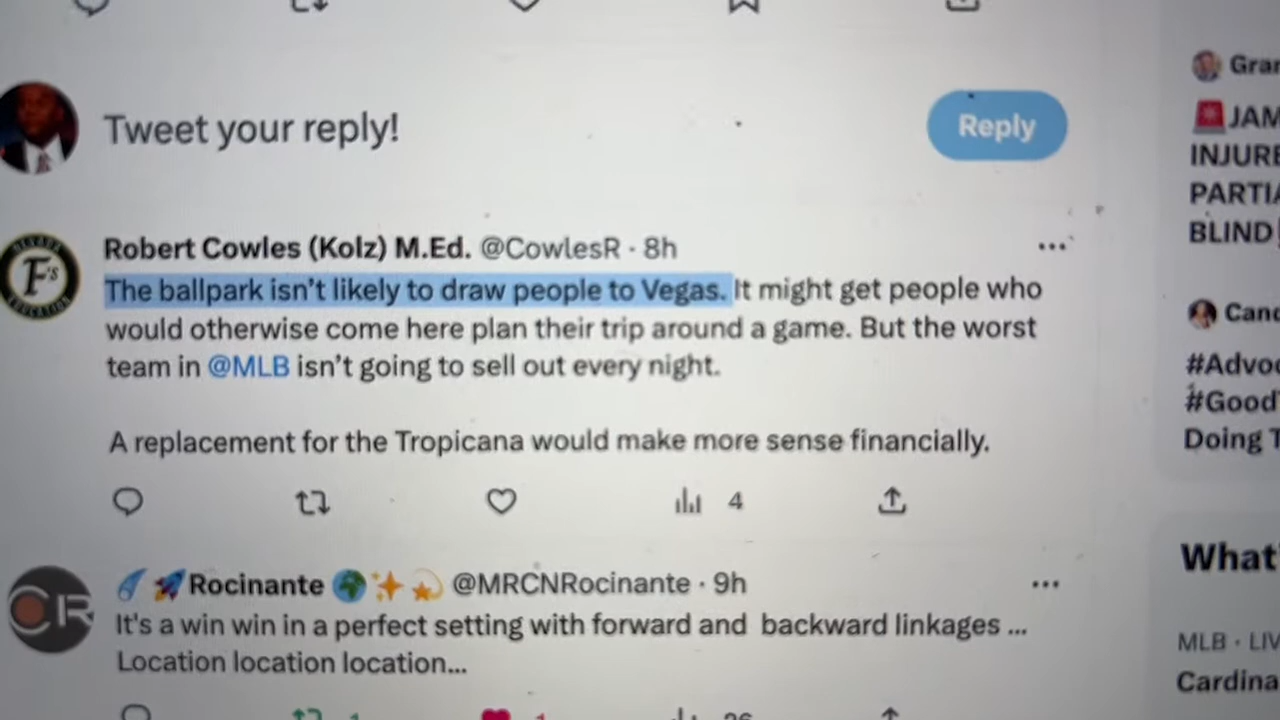 Tweet your reply!
Reply
Robert Cowles (Kolz) M.Ed. @CowlesR · 8h
The ballpark isn't likely to draw people to Vegas. It might get people who
would otherwise come here plan their trip around a game. But the worst
team in @MLB isn't going to sell out every night.
A replacement for the Tropicana would make more sense financially.
4
Rocinante @MRCNRocinante · 9h
It's a win win in a perfect setting with forward and backward linkages ...
Location location location...
Gran
JAM
INJURE
PARTIA
BLIND
Cand
#Advoc
#Good
Doing T
What'
MLB · LIV
Cardina